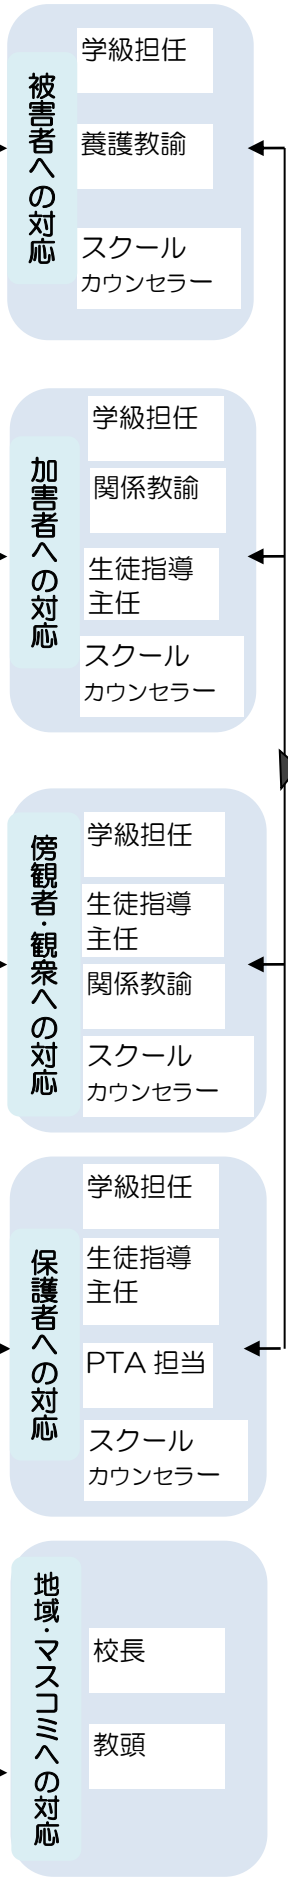 被害者への対応
学級担任
養護教諭
スクール
カウンセラー
加害者への対応
学級担任
関係教諭
生徒指導
主任
スクール
カウンセラー
傍観者・観衆への対応
学級担任
生徒指導
主任
関係教諭
スクール
カウンセラー
保護者への対応
学級担任
生徒指導
主任
PTA 担当
スクール
カウンセラー
地域・マスコミへの対応
校長
教頭